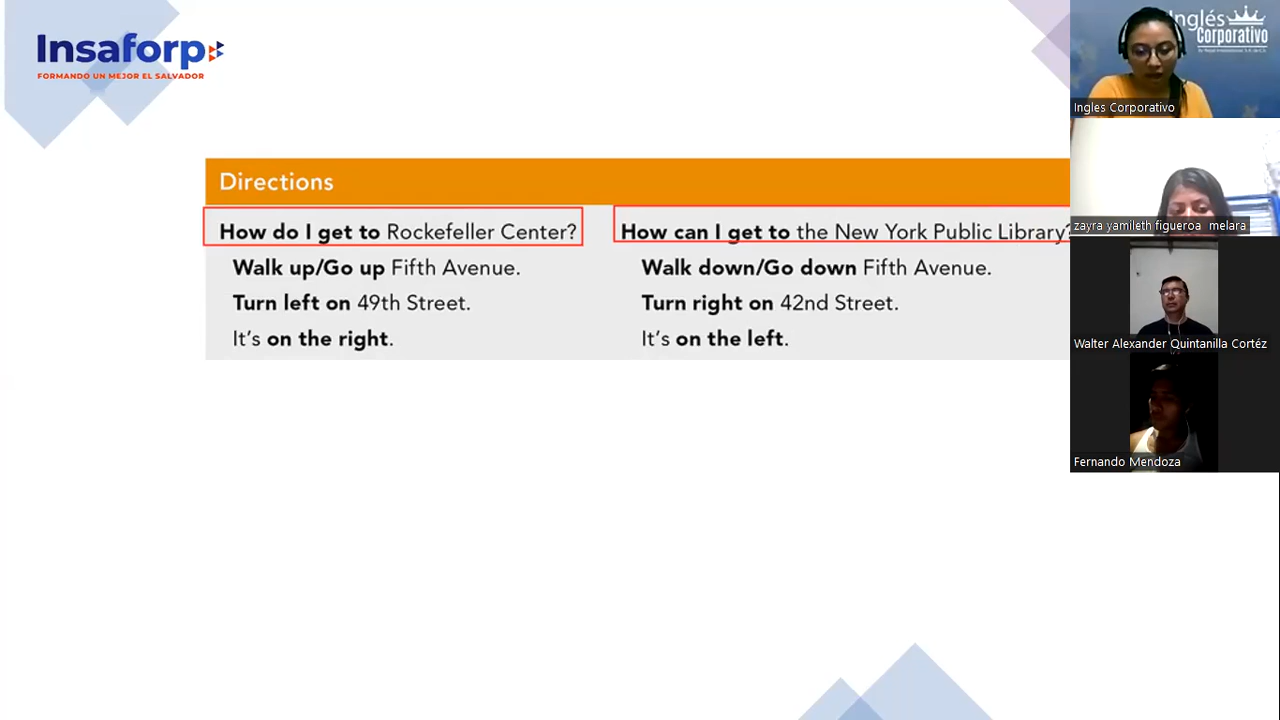 Insaforp
FORMANDO UN MEJOR EL SALVADOR
Directions
How do I get to Rockefeller Center?
Walk up/Go up Fifth Avenue.
Turn left on 49th Street.
It's on the right.
How can I get to the New York Public Library?
Walk down/Go down Fifth Avenue.
Turn right on 42nd Street.
It's on the left.
Inglés
Corporativo
Ingles Corporativo
zayra yamileth figueroa melara
Walter Alexander Quintanilla Cortéz
Fernando Mendoza